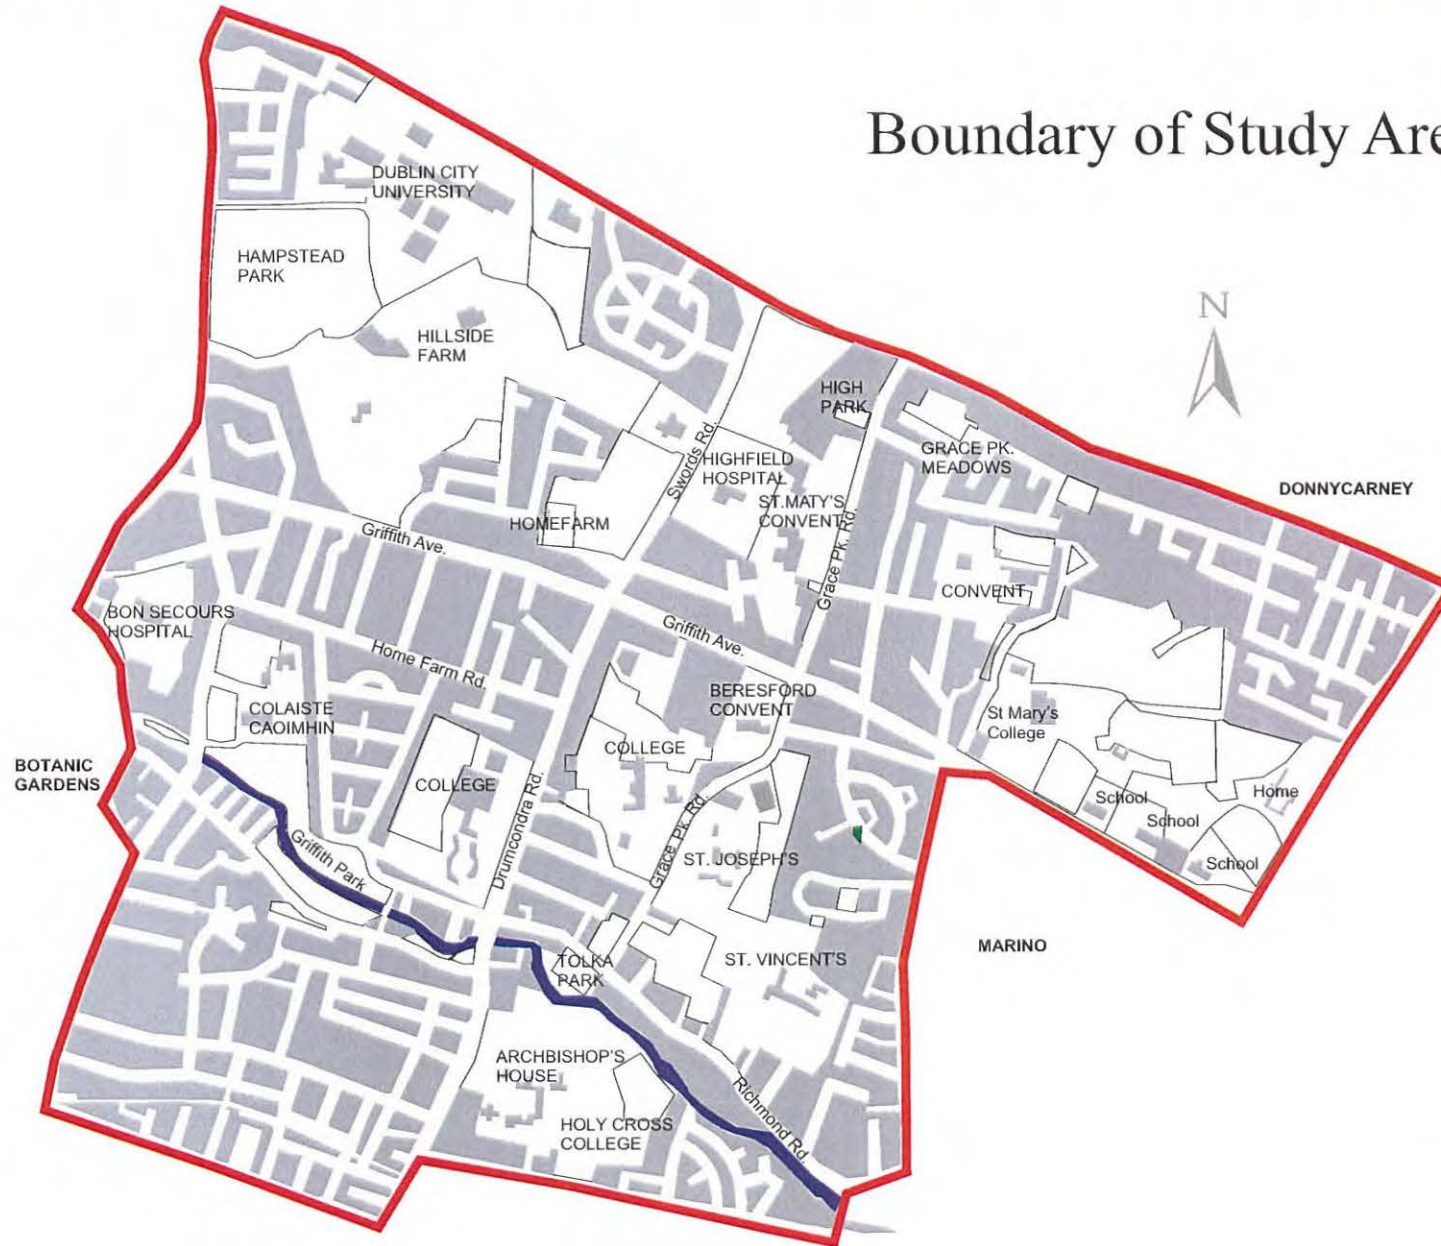 Boundary of Study Are
DUBLIN CITY
UNIVERSITY
HAMPSTEAD
PARK
N
HILLSIDE
FARM
HIGH
PARK
GRACE PK.
MEADOWS
Swords Rd.
HIGHFIELD
HOSPITAL
DONNYCARNEY
ST.MATY'S
CONVENT
HOMEFARM
Griffith Ave.
Grace Pk. Rd.
CONVENT
BON SECOURS
HOSPITAL
Griffith Ave.
Home Farm Rd.
BERESFORD
CONVENT
COLAISTE
CAOIMHIN
St Mary's
College
COLLEGE
BOTANIC
GARDENS
COLLEGE
Drumcondra Rd.
School
Home
School
Grace Pk. Rd.
Griffith Park
ST. JOSEPH'S
School
MARINO
TOLKA
PARK
ST. VINCENT'S
ARCHBISHOP'S
HOUSE
Richmond Rd.
HOLY CROSS
COLLEGE